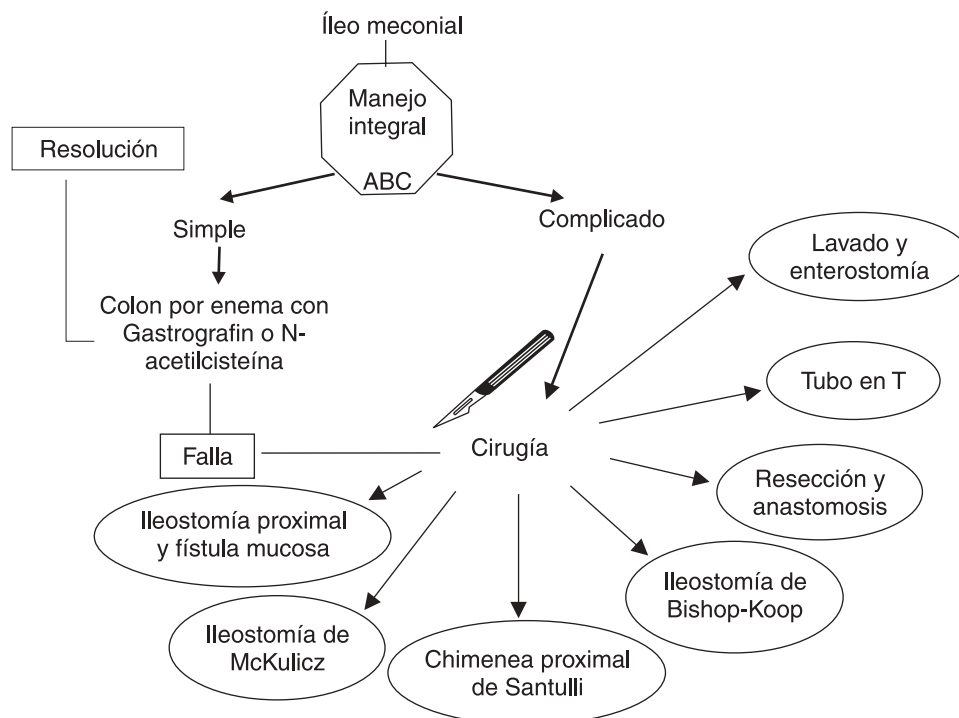 Íleo meconial
Manejo
integral
ABC
Resolución
Simple
Complicado
Colon por enema con
Gastrografin o N-
acetilcisteína
Falla
Cirugía
Lavado y
enterostomía
Tubo en T
Resección y
anastomosis
Ileostomía de
Bishop-Koop
Chimenea proximal
de Santulli
Ileostomía de
McKulicz
Ileostomía proximal
y fístula mucosa